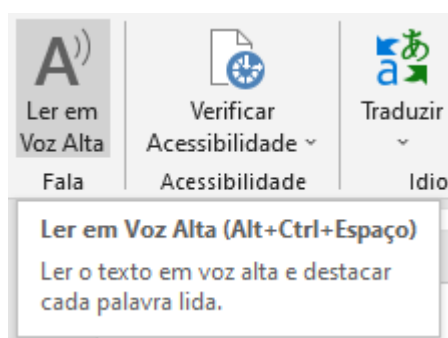 Ler em
Voz Alta
Verificar
Acessibilidade
Traduzir
Fala
Acessibilidade
Idio
Ler em Voz Alta (Alt+Ctrl+Espaço)
Ler o texto em voz alta e destacar
cada palavra lida.